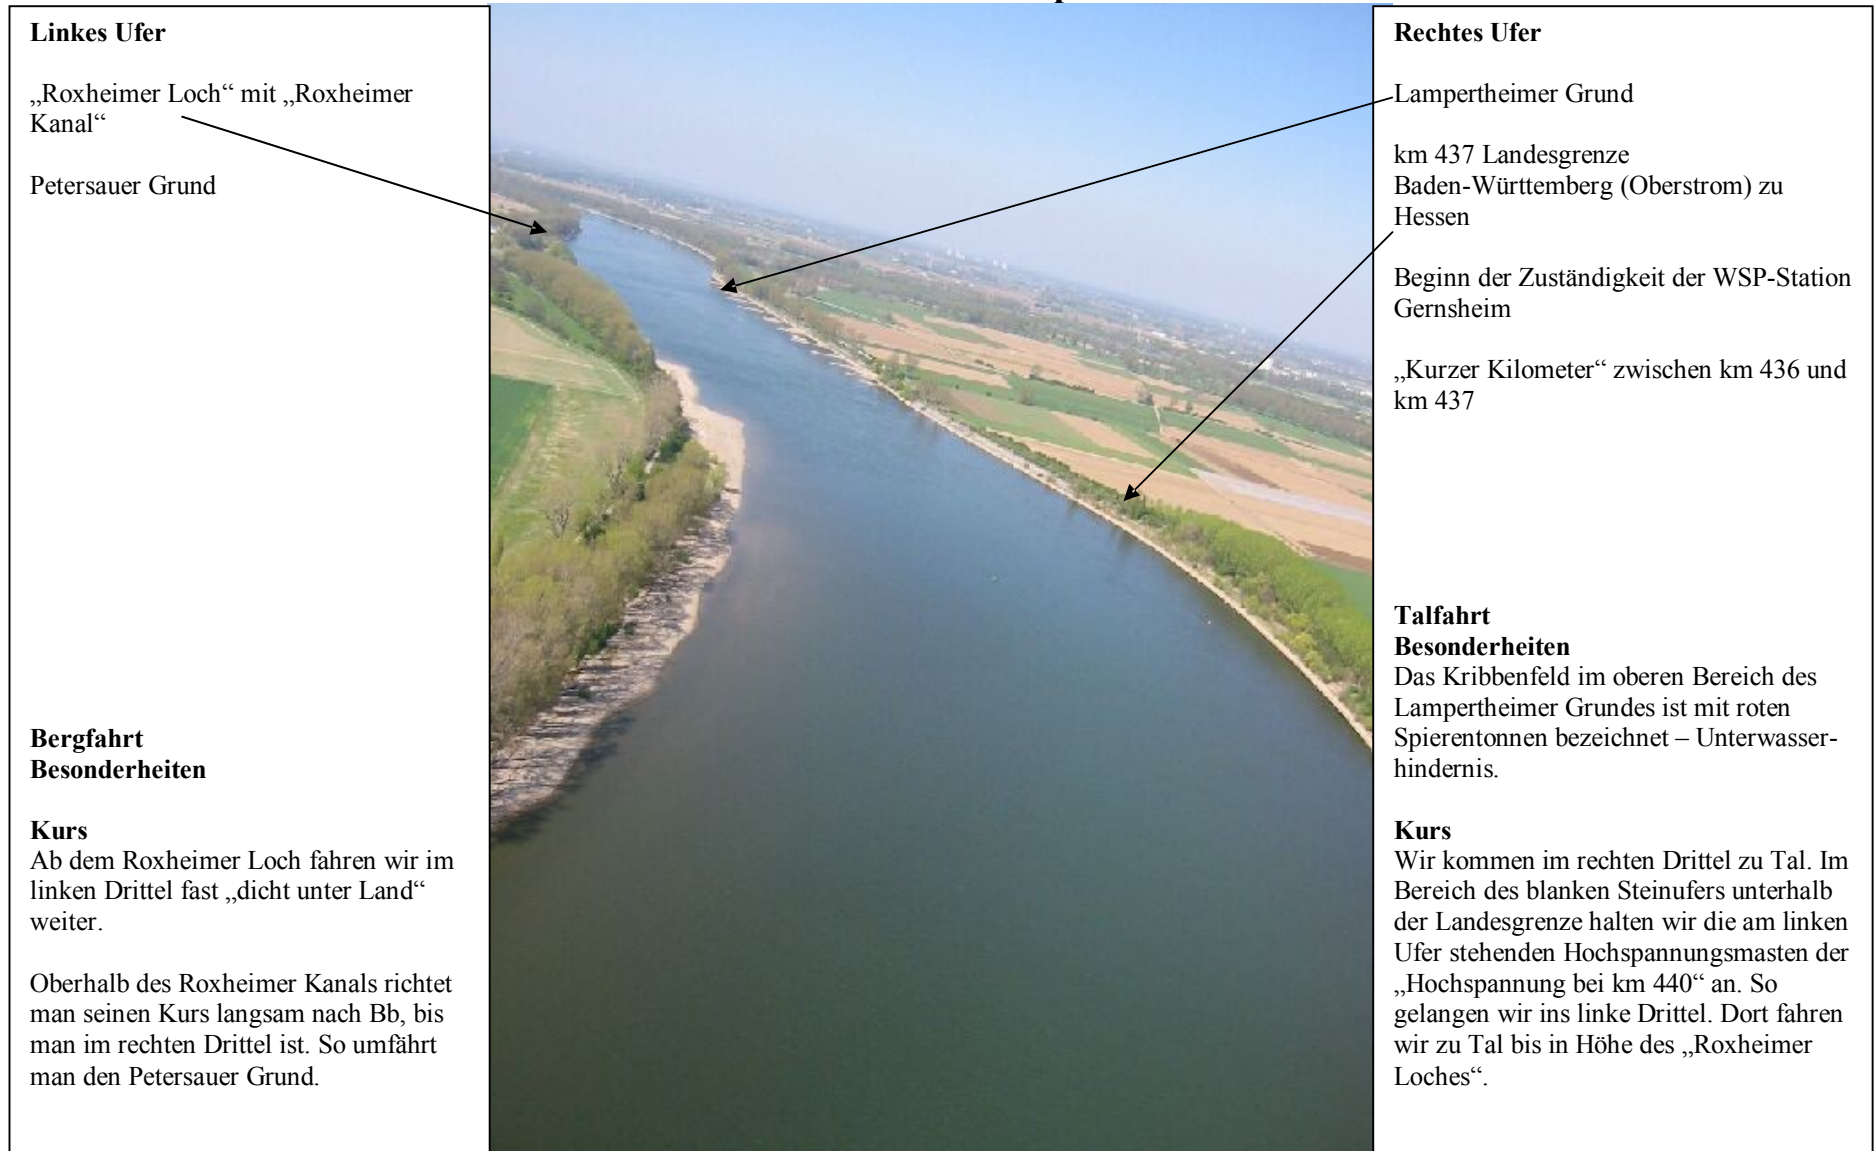 Linkes Ufer
„Roxheimer Loch“ mit „Roxheimer
Kanal“
Petersauer Grund
Bergfahrt
Besonderheiten
Kurs
Ab dem Roxheimer Loch fahren wir im
linken Drittel fast „dicht unter Land“
weiter.
Oberhalb des Roxheimer Kanals richtet
man seinen Kurs langsam nach Bb, bis
man im rechten Drittel ist. So umfährt
man den Petersauer Grund.
Rechtes Ufer
Lampertheimer Grund
km 437 Landesgrenze
Baden-Württemberg (Oberstrom) zu
Hessen
Beginn der Zuständigkeit der WSP-Station
Gernsheim
„Kurzer Kilometer“ zwischen km 436 und
km 437
Talfahrt
Besonderheiten
Das Kribbenfeld im oberen Bereich des
Lampertheimer Grundes ist mit roten
Spierentonnen bezeichnet – Unterwasser-
hindernis.
Kurs
Wir kommen im rechten Drittel zu Tal. Im
Bereich des blanken Steinufers unterhalb
der Landesgrenze halten wir die am linken
Ufer stehenden Hochspannungsmasten der
„Hochspannung bei km 440“ an. So
gelangen wir ins linke Drittel. Dort fahren
wir zu Tal bis in Höhe des „Roxheimer
Loches“.